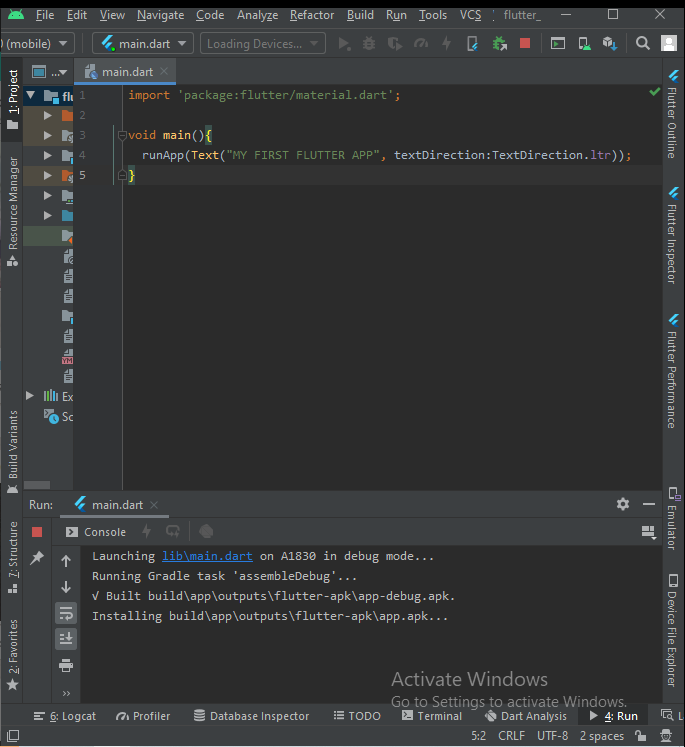 File Edit View Navigate Code Analyze Refactor Build Run Tools VCS flutter_
(mobile) main.dart Loading Devices...
main.dart
1: Project
Resource Manager
Build Variants
7: Structure
2: Favorites
flu
Ex
Sc
1 import 'package:flutter/material.dart';
2
3 void main(){
4 runApp(Text("MY FIRST FLUTTER APP", textDirection:TextDirection.ltr));
5 }
Flutter Outline
Flutter Inspector
Flutter Performance
Emulator
Device File Explorer
Run: main.dart
Console
Launching lib\main.dart on A1830 in debug mode...
Running Gradle task 'assembleDebug'...
√ Built build\app\outputs\flutter-apk\app-debug.apk.
Installing build\app\outputs\flutter-apk\app.apk...
Activate Windows
Go to Settings to activate Windows.
6: Logcat Profiler Database Inspector TODO Terminal Dart Analysis 4: Run L
5:2 CRLF UTF-8 2 spaces